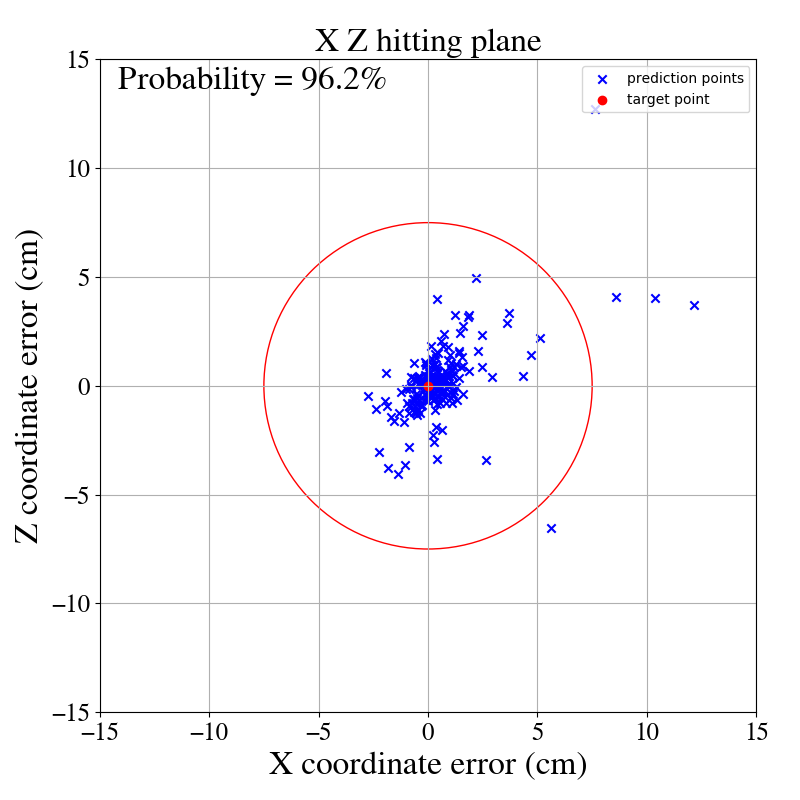 X Z hitting plane
Probability = 96.2%
prediction points
target point
15
10
5
0
−5
−10
−15
Z coordinate error (cm)
−15
−10
−5
0
5
10
15
X coordinate error (cm)